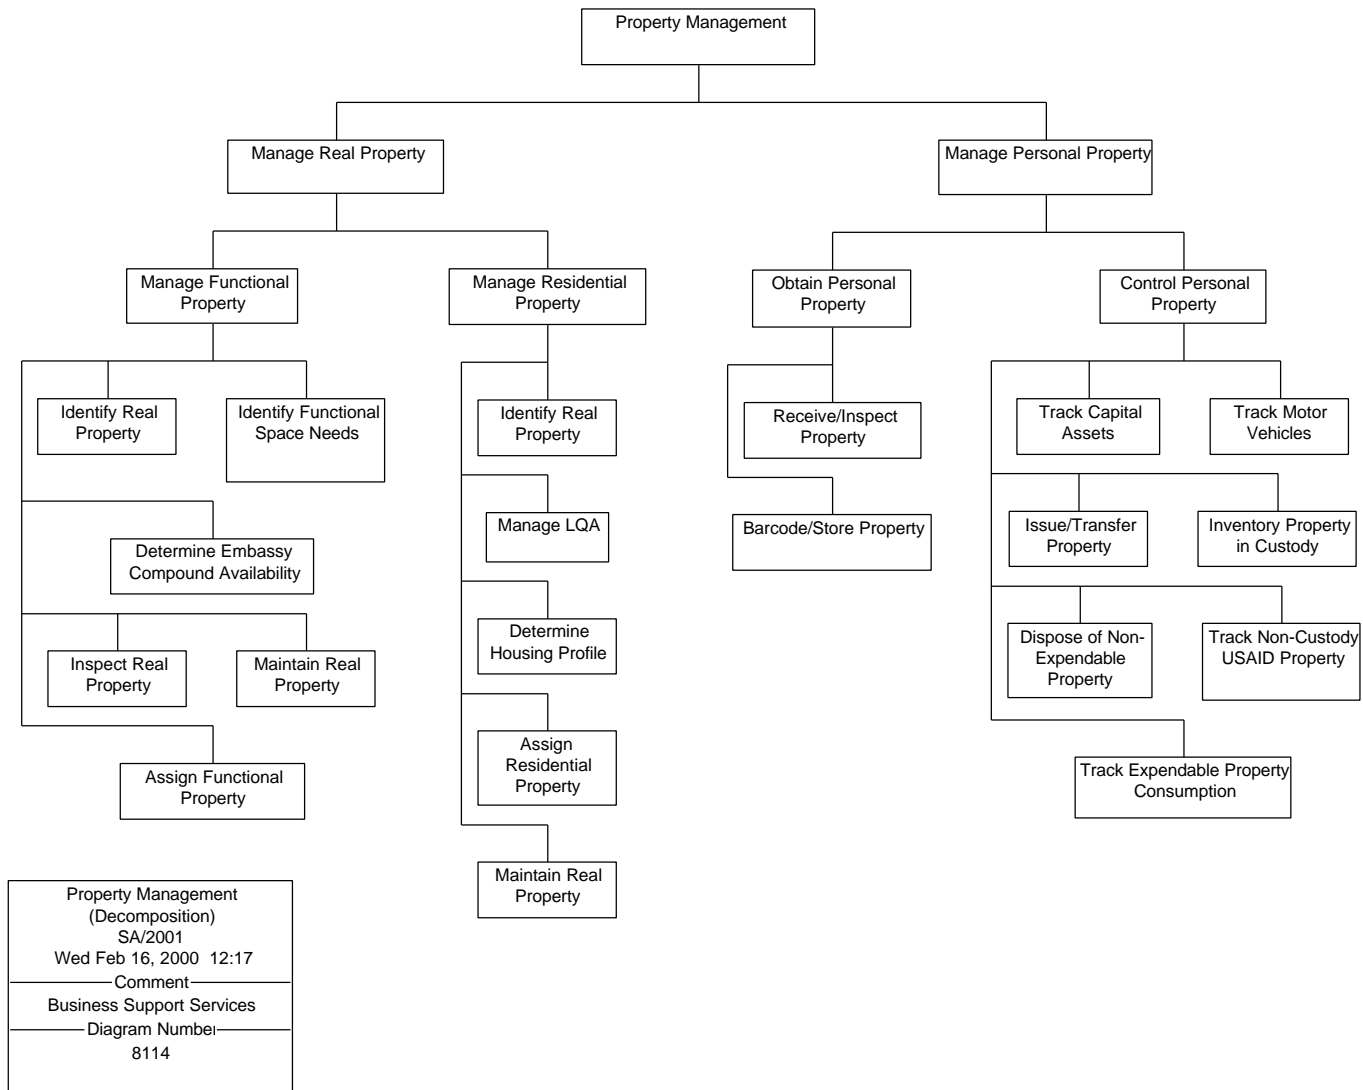 Property Management
Manage Real Property
Manage Personal Property
Manage Functional
Property
Manage Residential
Property
Obtain Personal
Property
Control Personal
Property
Identify Real
Property
Identify Functional
Space Needs
Identify Real
Property
Receive/Inspect
Property
Track Capital
Assets
Track Motor
Vehicles
Manage LQA
Barcode/Store Property
Issue/Transfer
Property
Inventory Property
in Custody
Determine Embassy
Compound Availability
Determine
Housing Profile
Dispose of Non-
Expendable
Property
Track Non-Custody
USAID Property
Inspect Real
Property
Maintain Real
Property
Assign
Residential
Property
Assign Functional
Property
Track Expendable Property
Consumption
Maintain Real
Property
Property Management
(Decomposition)
SA/2001
Wed Feb 16, 2000 12:17
Comment
Business Support Services
Diagram Number
8114